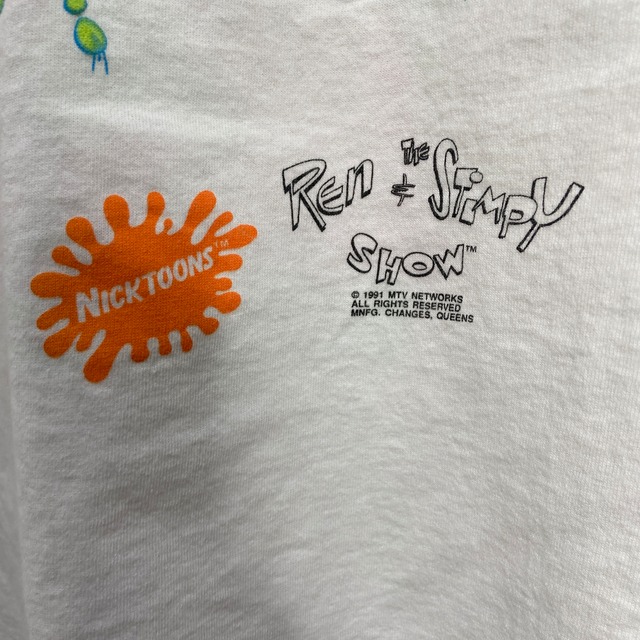 NICKTOONS™
THE
REN & STIMPY
SHOW™
© 1991 MTV NETWORKS
ALL RIGHTS RESERVED
MNFG. CHANGES, QUEENS